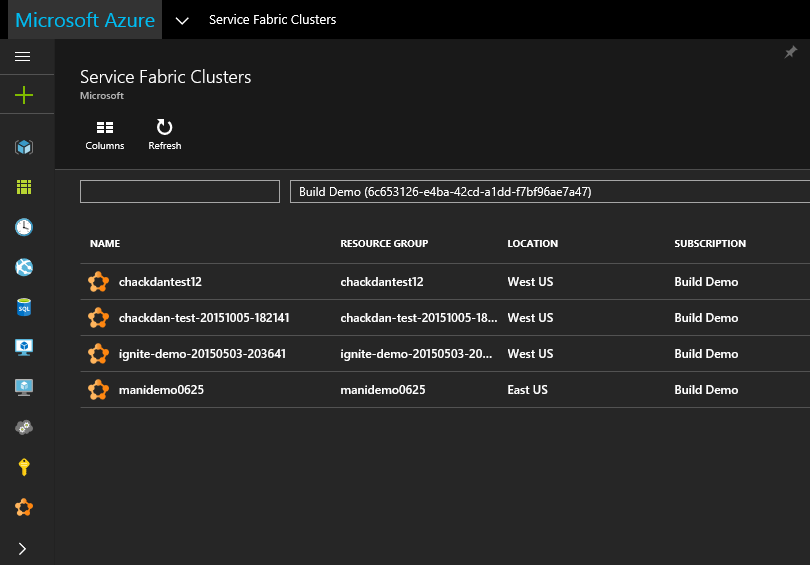 Microsoft Azure Service Fabric Clusters
Service Fabric Clusters
Microsoft
Columns Refresh
Build Demo (6c653126-e4ba-42cd-a1dd-f7bf96ae7a47)
NAME RESOURCE GROUP LOCATION SUBSCRIPTION
chackdantest12 chackdantest12 West US Build Demo
chackdan-test-20151005-182141 chackdan-test-20151005-18... West US Build Demo
ignite-demo-20150503-203641 ignite-demo-20150503-20... West US Build Demo
manidemo0625 manidemo0625 East US Build Demo
SQL